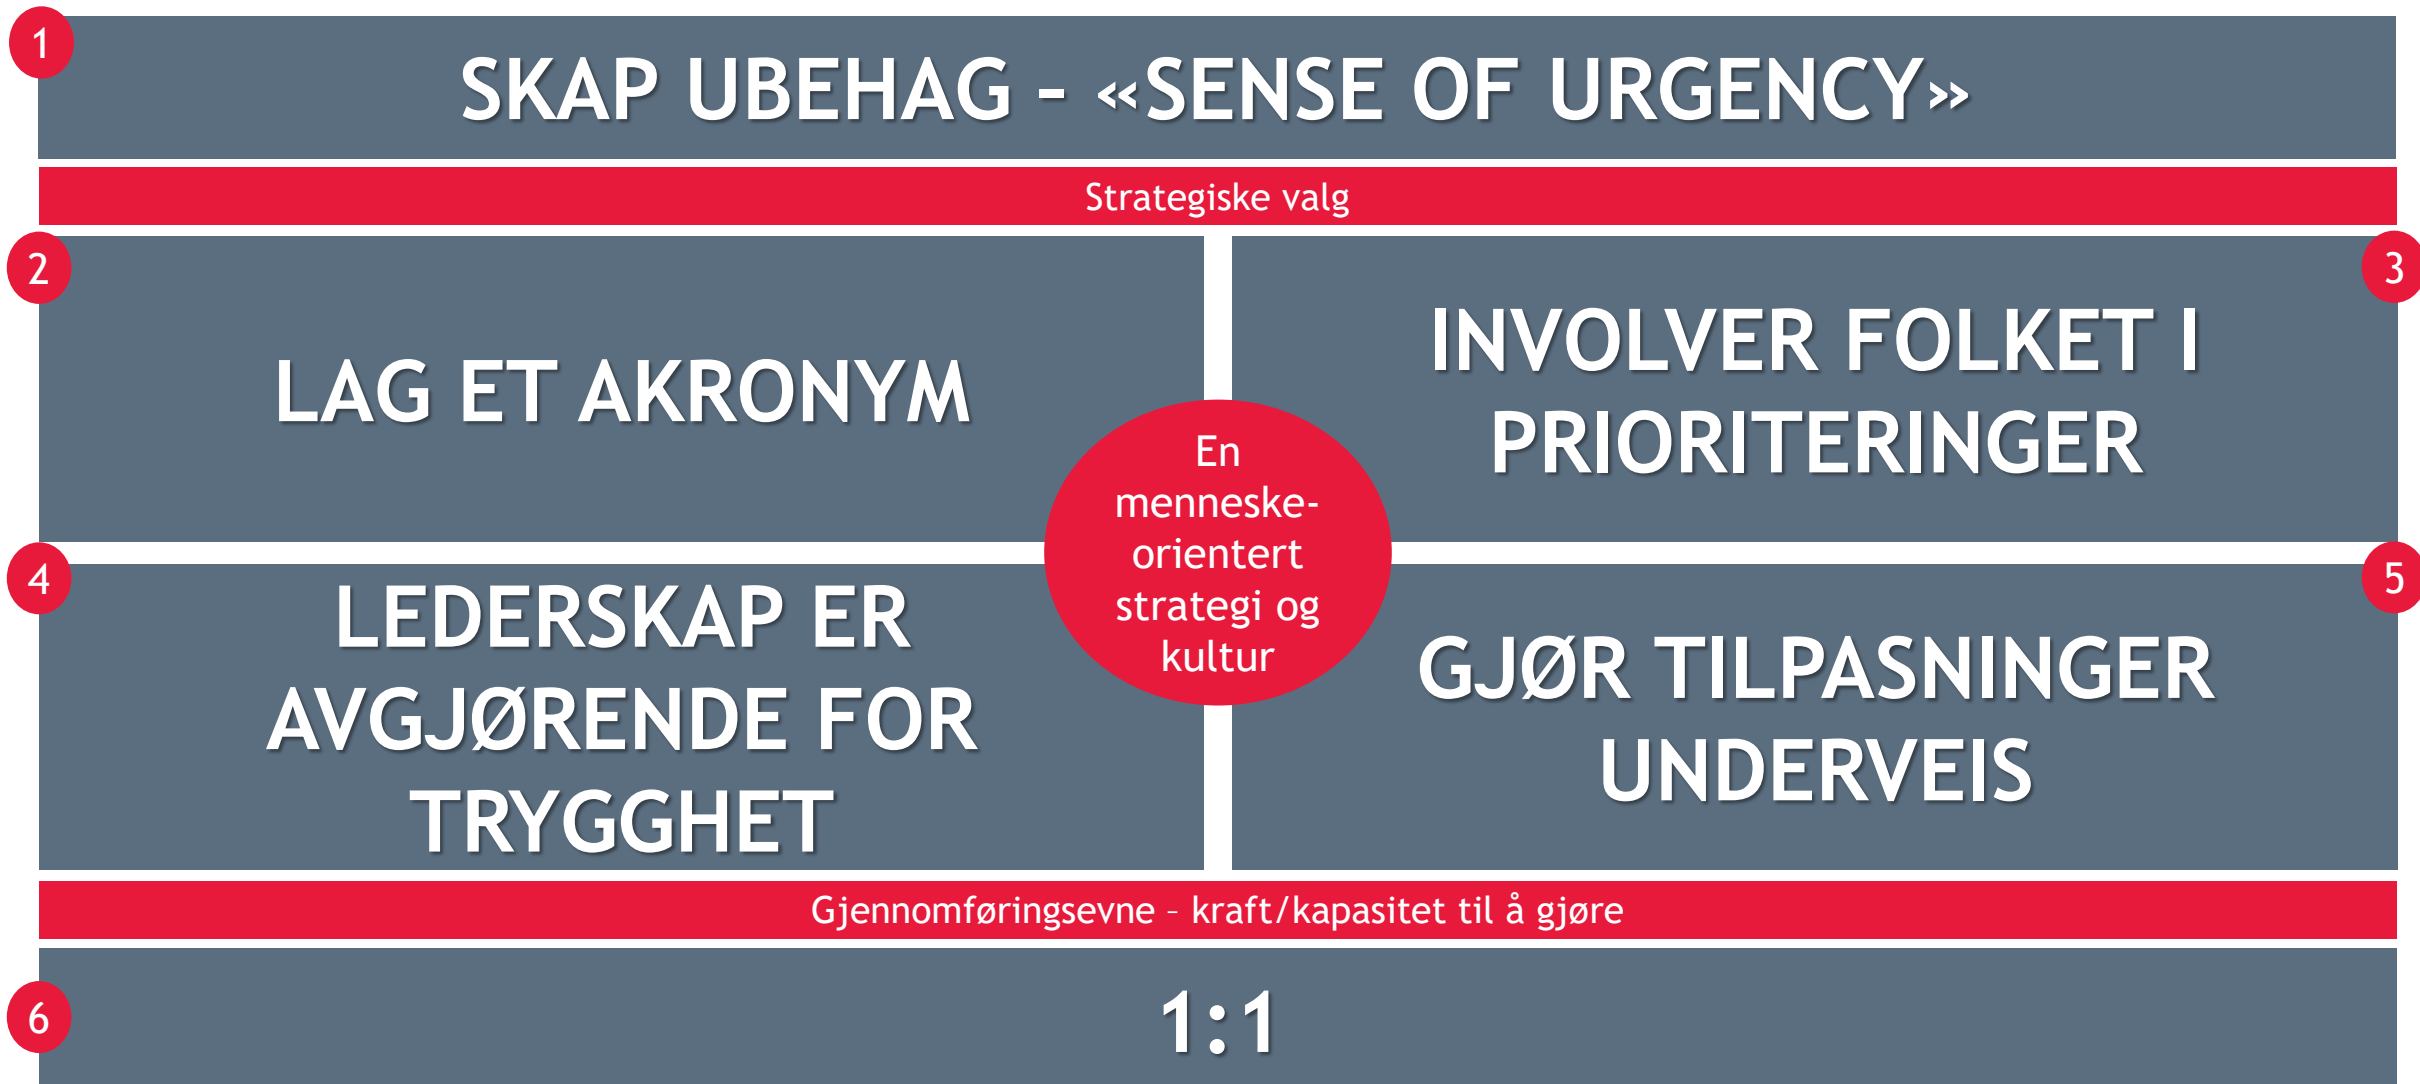 1
SKAP UBEHAG – «SENSE OF URGENCY»
Strategiske valg
2
LAG ET AKRONYM
3
INVOLVER FOLKET I
PRIORITERINGER
En
menneske-
orientert
strategi og
kultur
4
LEDERSKAP ER
AVGJØRENDE FOR
TRYGGHET
5
GJØR TILPASNINGER
UNDERVEIS
Gjennomføringsevne – kraft/kapasitet til å gjøre
6
1:1